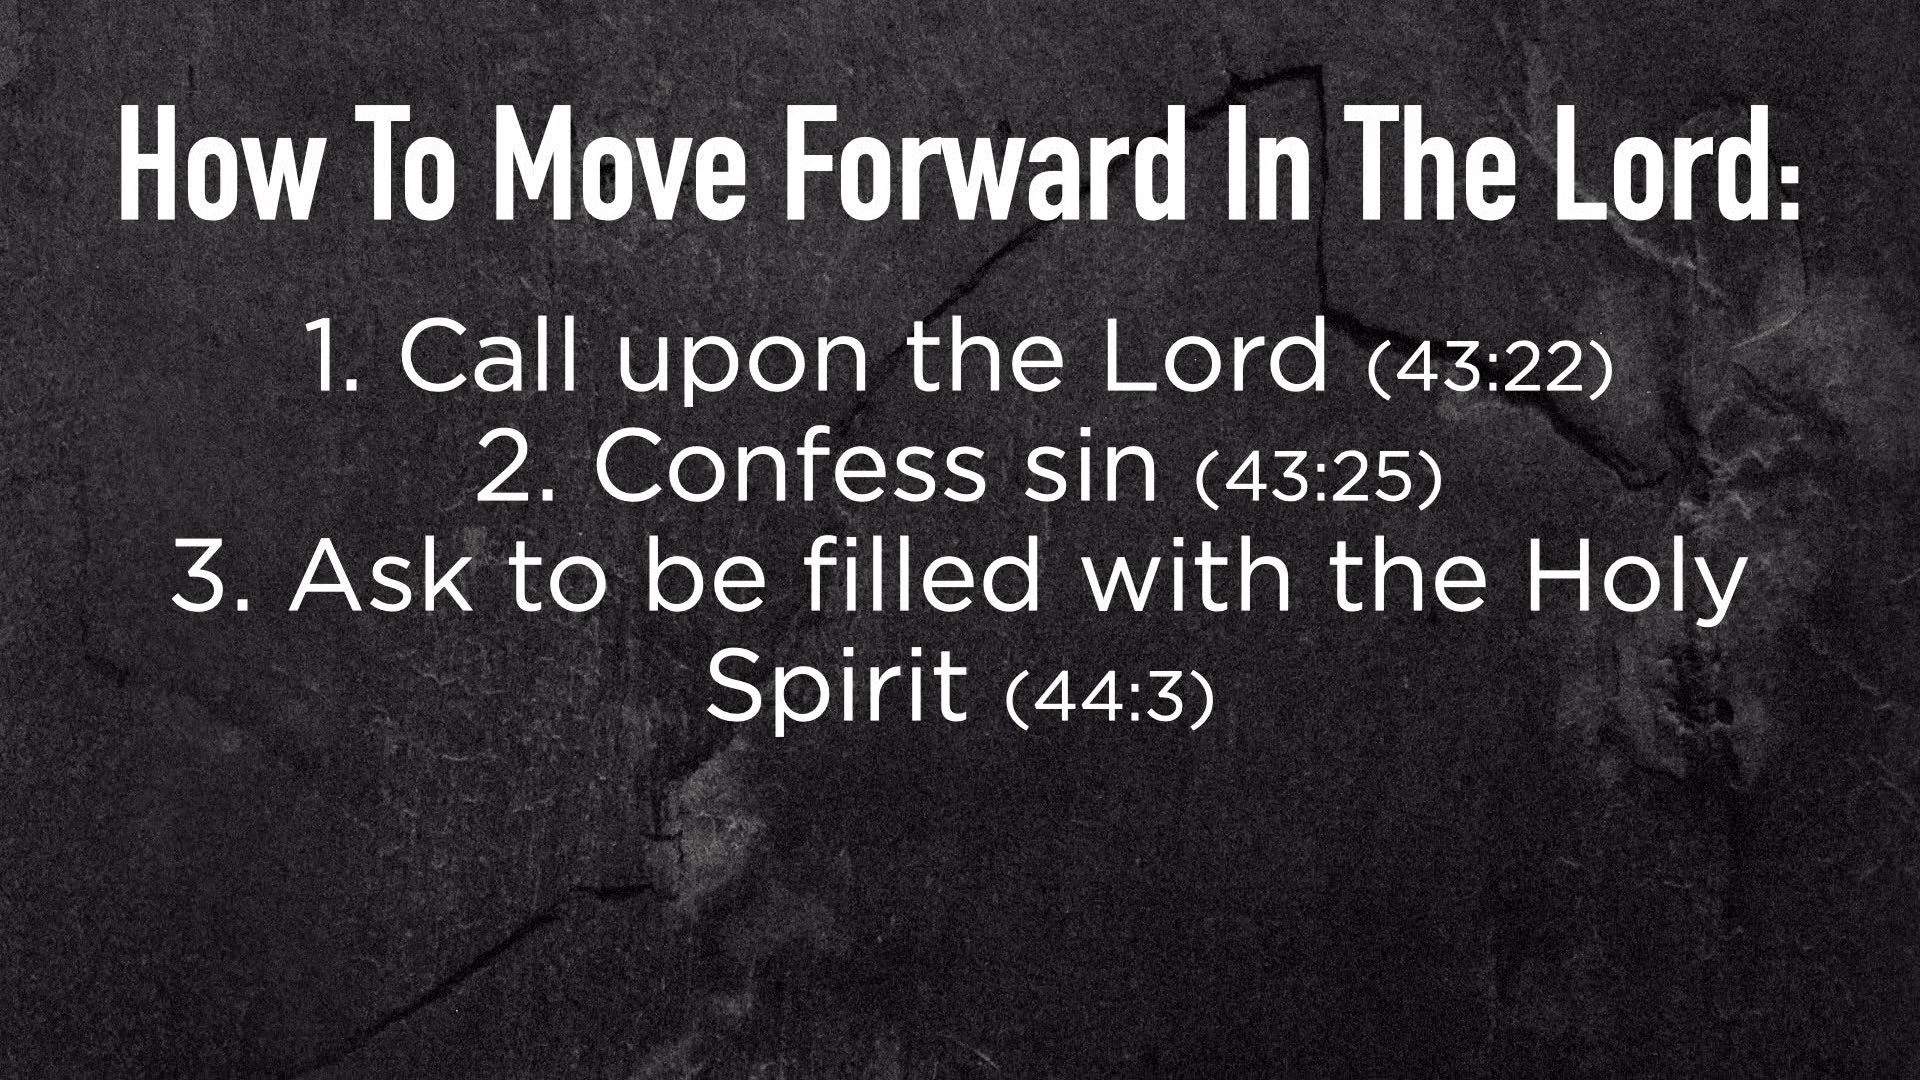 How To Move Forward In The Lord:
1. Call upon the Lord (43:22)
2. Confess sin (43:25)
3. Ask to be filled with the Holy
Spirit (44:3)